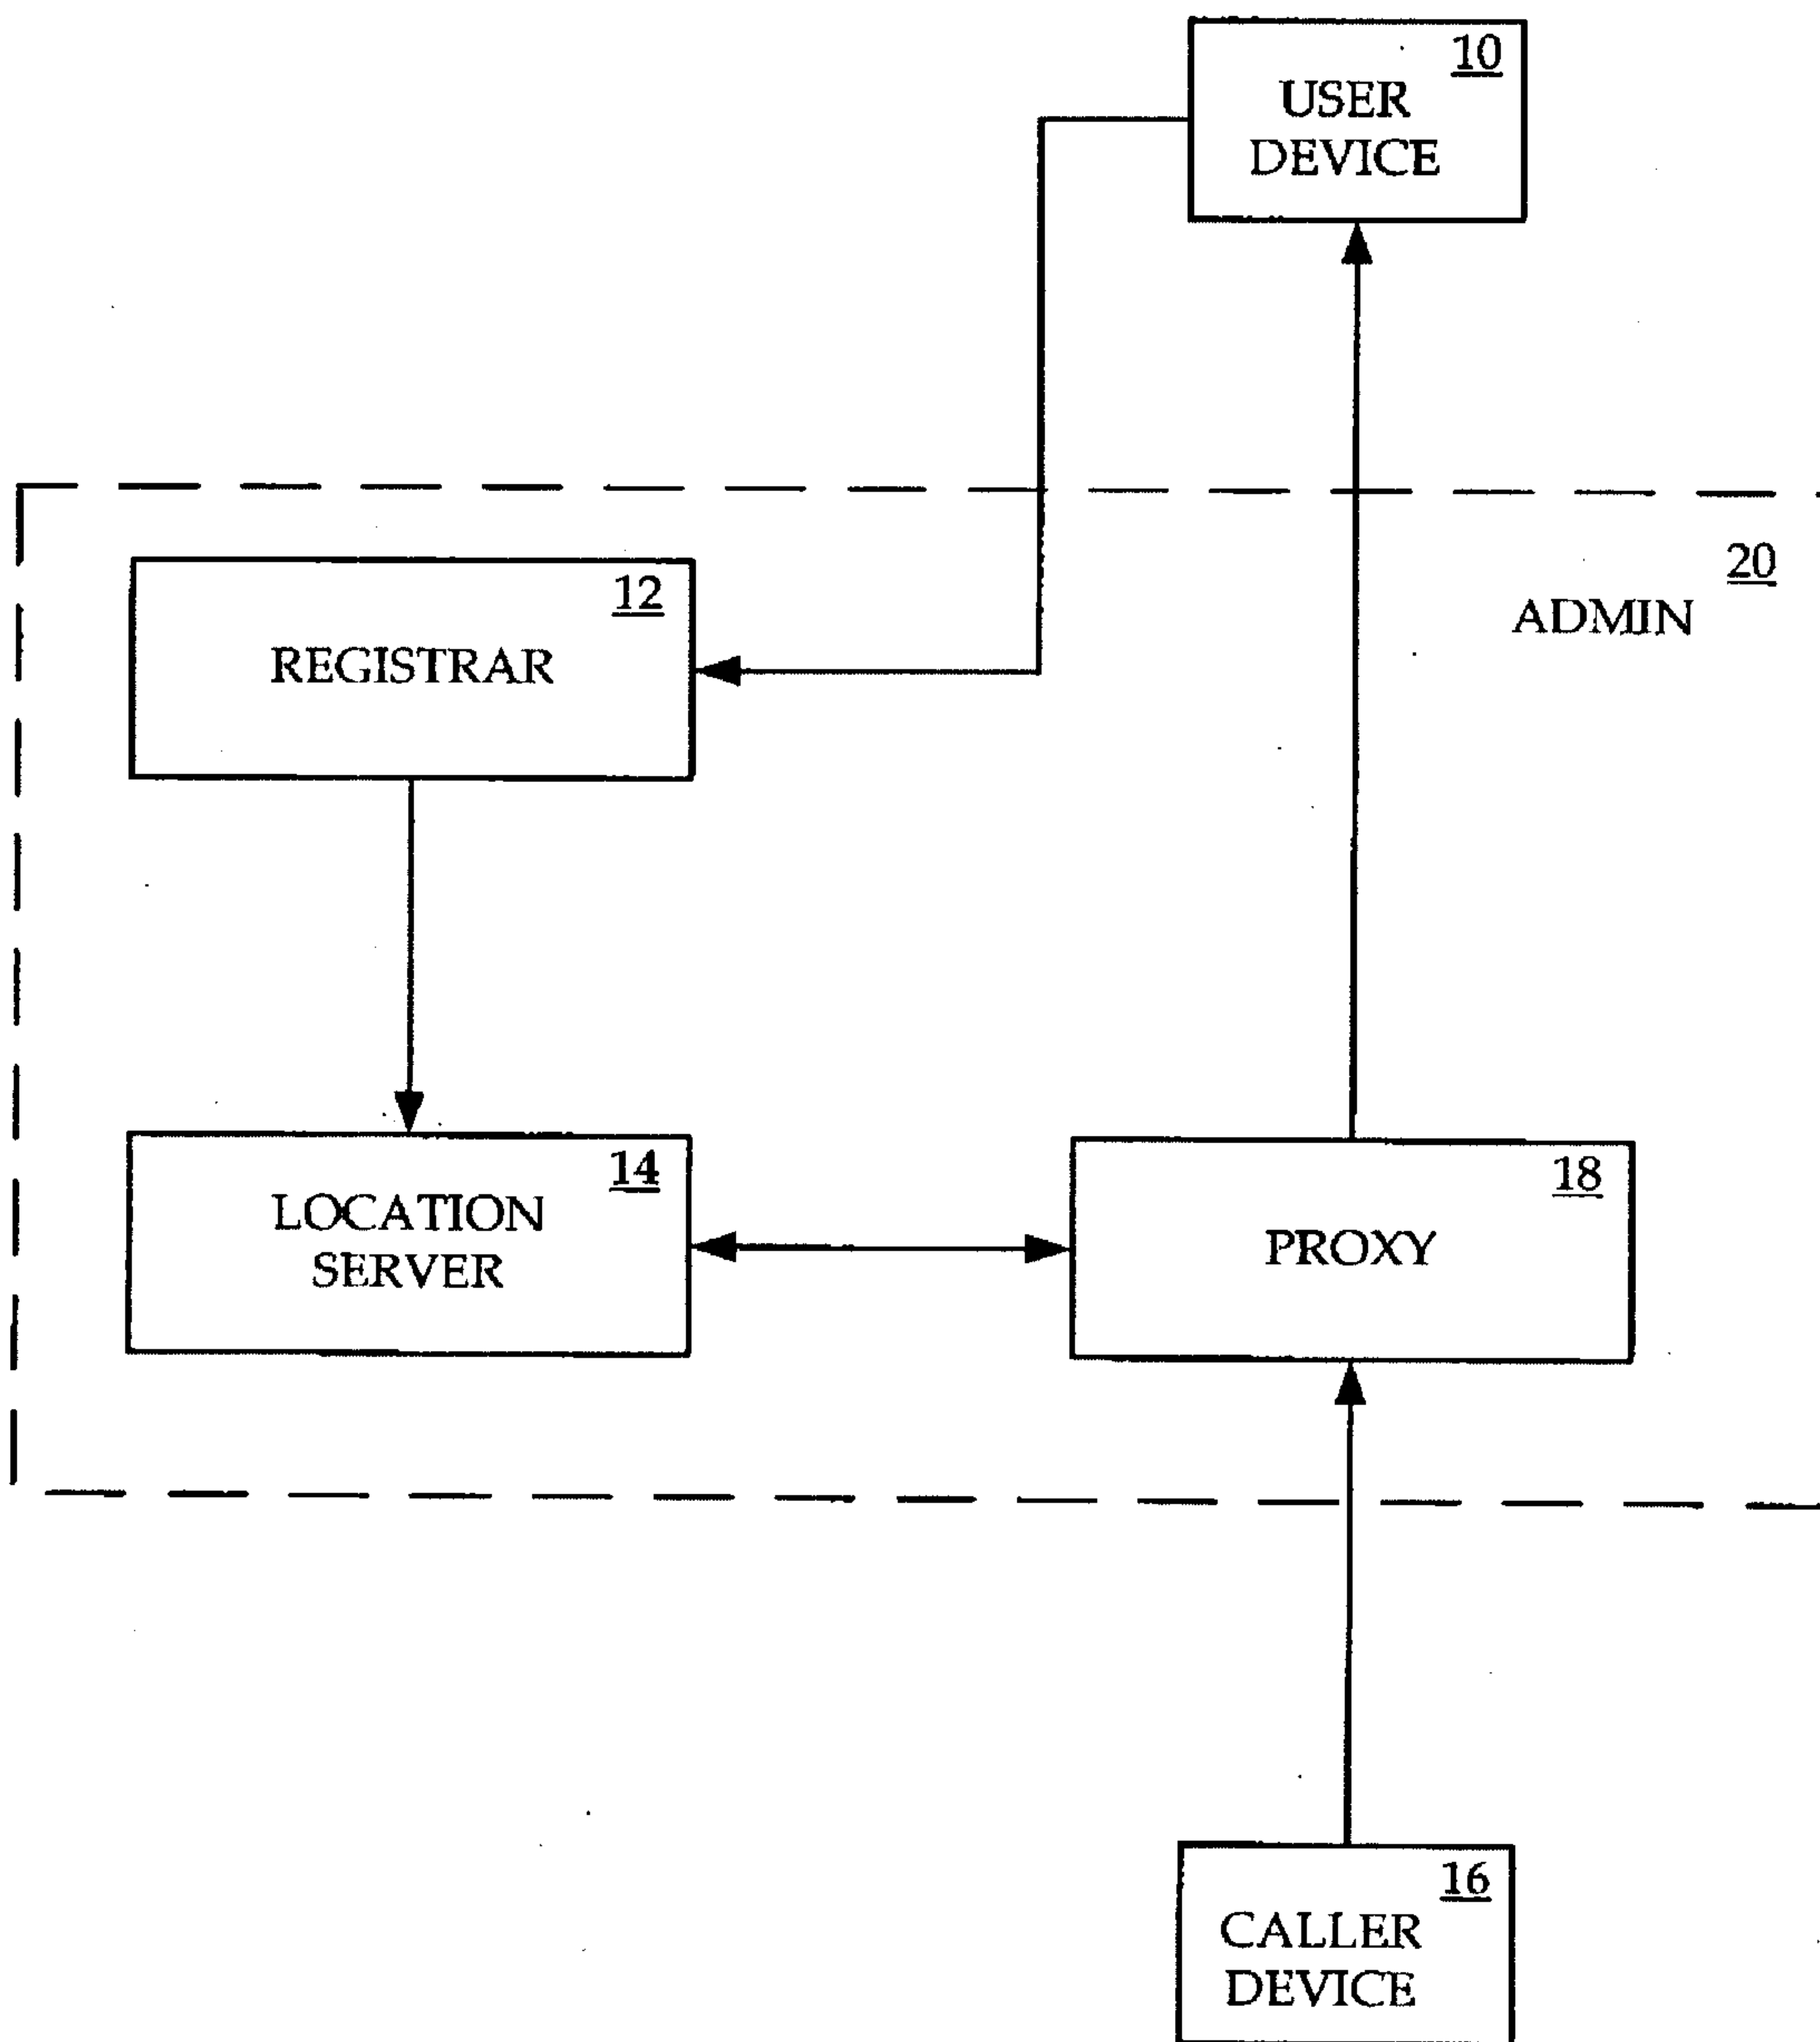 10
USER
DEVICE
20
ADMIN
12
REGISTRAR
14
LOCATION
SERVER
18
PROXY
16
CALLER
DEVICE